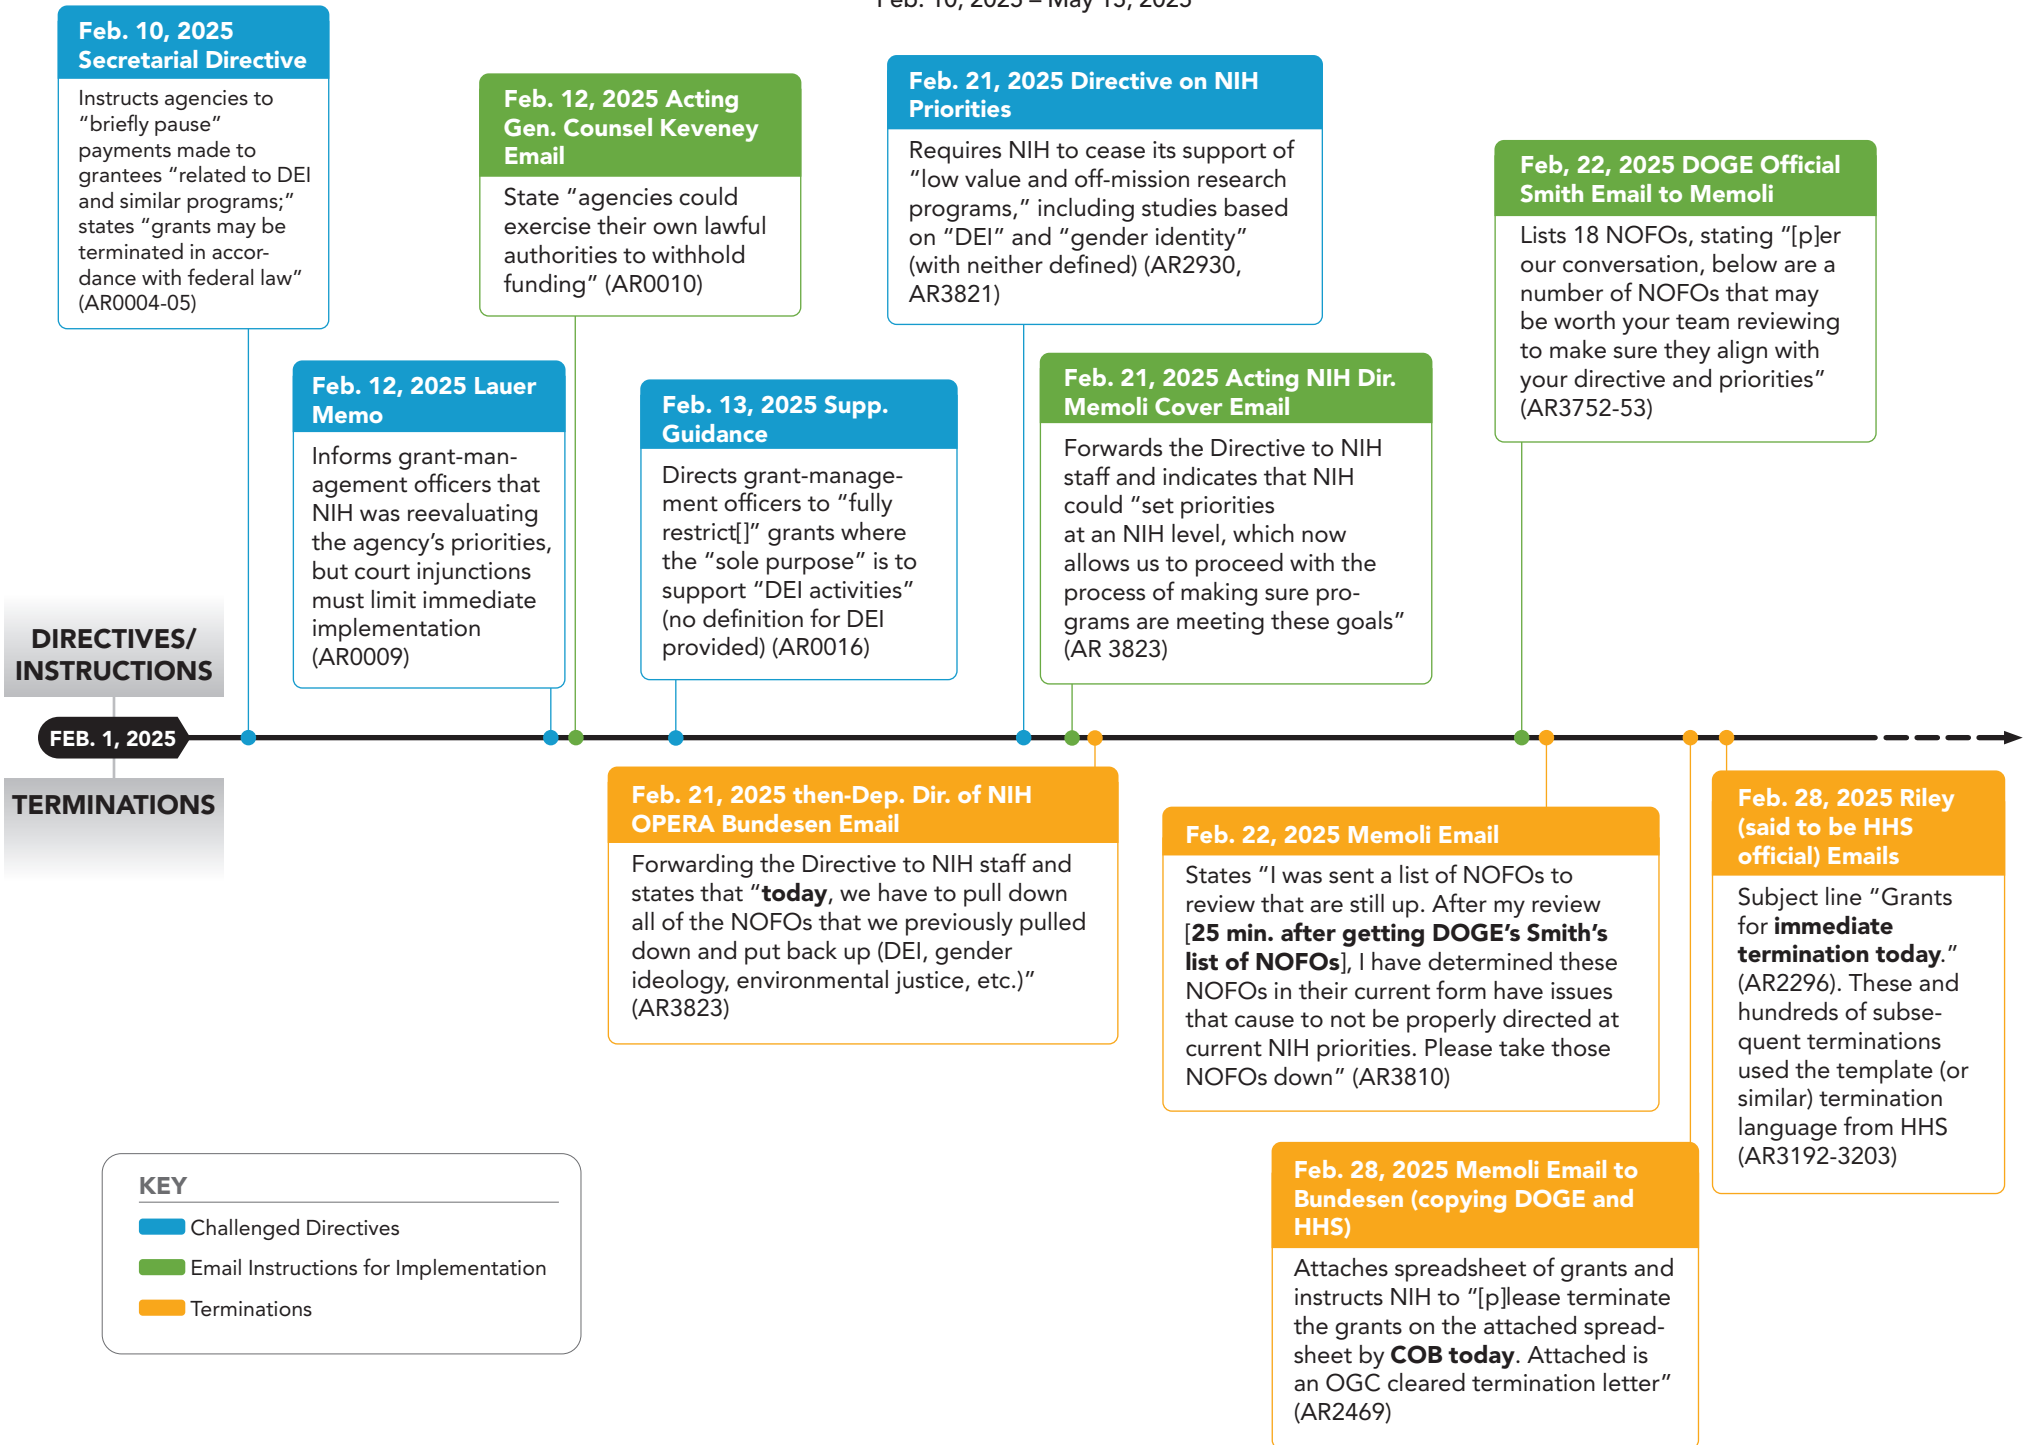 Feb. 10, 2025 – May 15, 2025
Feb. 10, 2025
Secretarial Directive
Instructs agencies to
“briefly pause”
payments made to
grantees “related to DEI
and similar programs;”
states “grants may be
terminated in accor-
dance with federal law”
(AR0004-05)
Feb. 12, 2025 Lauer
Memo
Informs grant-man-
agement officers that
NIH was reevaluating
the agency’s priorities,
but court injunctions
must limit immediate
implementation
(AR0009)
Feb. 12, 2025 Acting
Gen. Counsel Keveney
Email
State “agencies could
exercise their own lawful
authorities to withhold
funding” (AR0010)
Feb. 13, 2025 Supp.
Guidance
Directs grant-manage-
ment officers to “fully
restrict[]” grants where
the “sole purpose” is to
support “DEI activities”
(no definition for DEI
provided) (AR0016)
Feb. 21, 2025 Directive on NIH
Priorities
Requires NIH to cease its support of
“low value and off-mission research
programs,” including studies based
on “DEI” and “gender identity”
(with neither defined) (AR2930,
AR3821)
Feb. 21, 2025 Acting NIH Dir.
Memoli Cover Email
Forwards the Directive to NIH
staff and indicates that NIH
could “set priorities
at an NIH level, which now
allows us to proceed with the
process of making sure pro-
grams are meeting these goals”
(AR 3823)
Feb, 22, 2025 DOGE Official
Smith Email to Memoli
Lists 18 NOFOs, stating “[p]er
our conversation, below are a
number of NOFOs that may
be worth your team reviewing
to make sure they align with
your directive and priorities”
(AR3752-53)
DIRECTIVES/
INSTRUCTIONS
FEB. 1, 2025
TERMINATIONS
Feb. 21, 2025 then-Dep. Dir. of NIH
OPERA Bundesen Email
Forwarding the Directive to NIH staff and
states that “today, we have to pull down
all of the NOFOs that we previously pulled
down and put back up (DEI, gender
ideology, environmental justice, etc.)”
(AR3823)
Feb. 22, 2025 Memoli Email
States “I was sent a list of NOFOs to
review that are still up. After my review
[25 min. after getting DOGE’s Smith’s
list of NOFOs], I have determined these
NOFOs in their current form have issues
that cause to not be properly directed at
current NIH priorities. Please take those
NOFOs down” (AR3810)
Feb. 28, 2025 Memoli Email to
Bundesen (copying DOGE and
HHS)
Attaches spreadsheet of grants and
instructs NIH to “[p]lease terminate
the grants on the attached spread-
sheet by COB today. Attached is
an OGC cleared termination letter”
(AR2469)
Feb. 28, 2025 Riley
(said to be HHS
official) Emails
Subject line “Grants
for immediate
termination today.”
(AR2296). These and
hundreds of subse-
quent terminations
used the template (or
similar) termination
language from HHS
(AR3192-3203)
KEY
Challenged Directives
Email Instructions for Implementation
Terminations